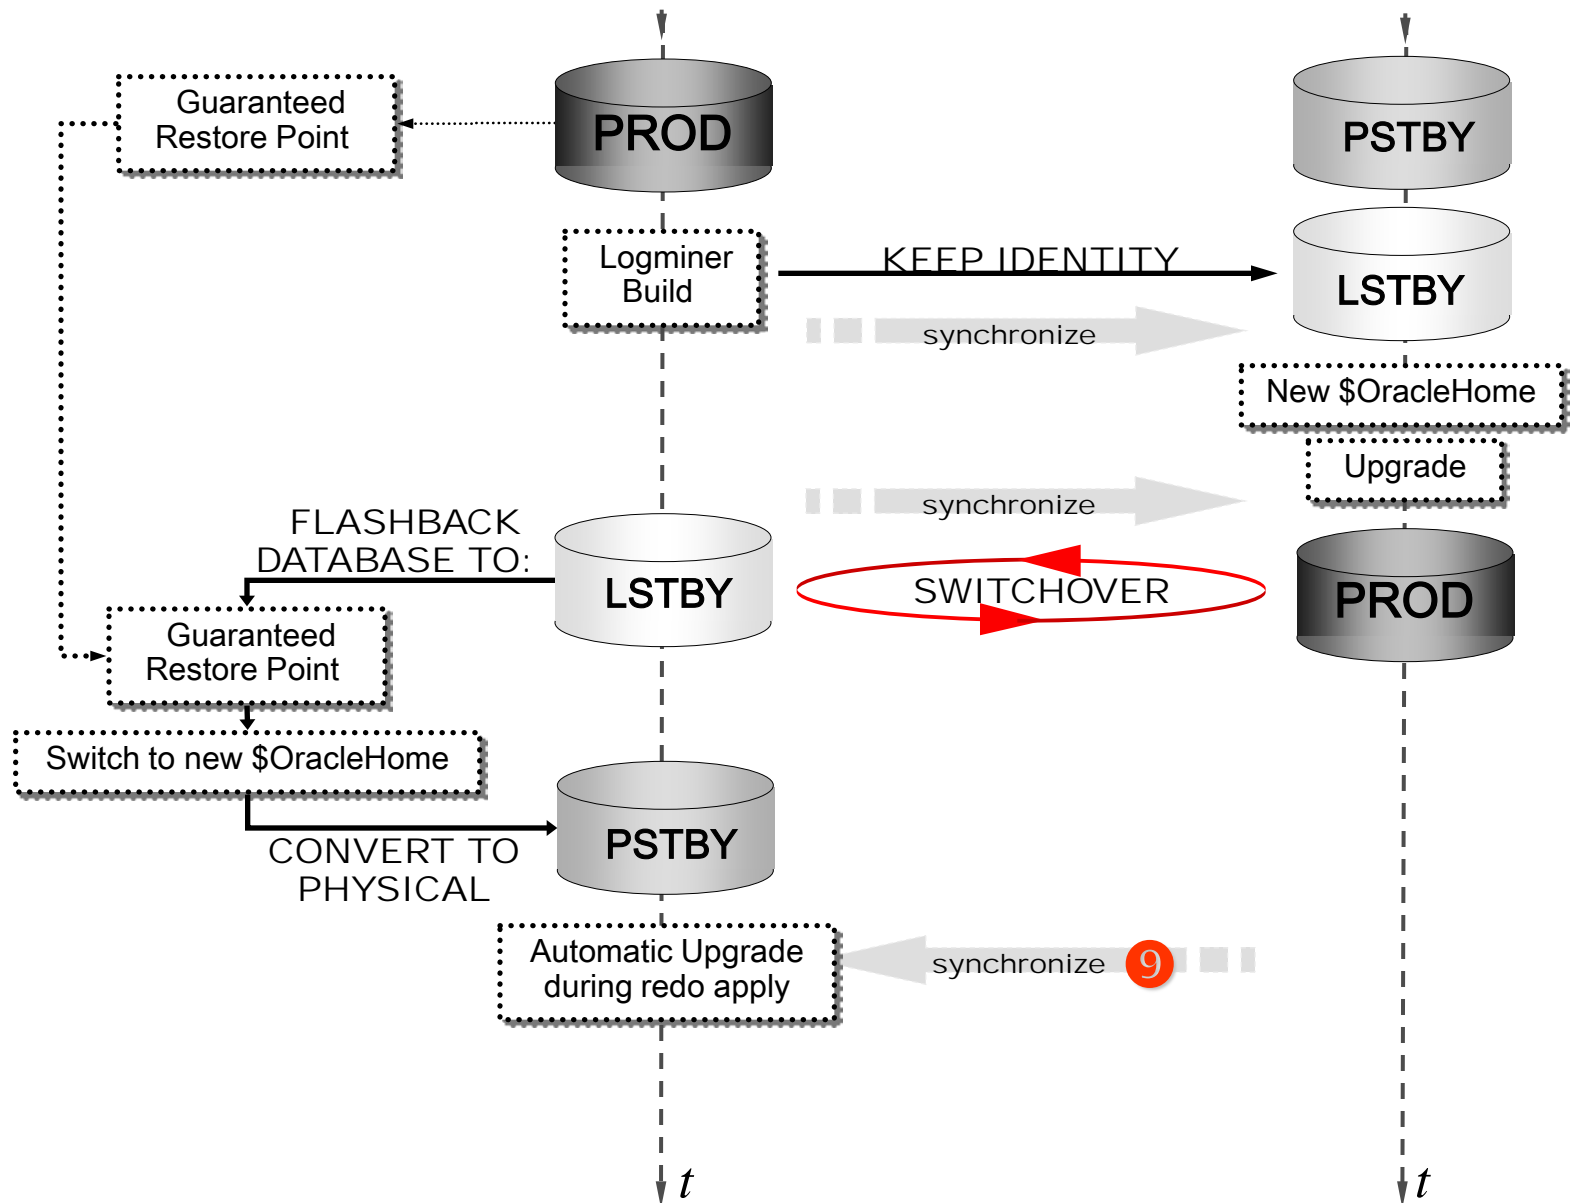 Guaranteed
Restore Point
PROD
PSTBY
Logminer
Build
KEEP IDENTITY
LSTBY
synchronize
New $OracleHome
Upgrade
synchronize
FLASHBACK
DATABASE TO:
LSTBY
SWITCHOVER
PROD
Guaranteed
Restore Point
Switch to new $OracleHome
PSTBY
CONVERT TO
PHYSICAL
Automatic Upgrade
during redo apply
synchronize 9
t
t